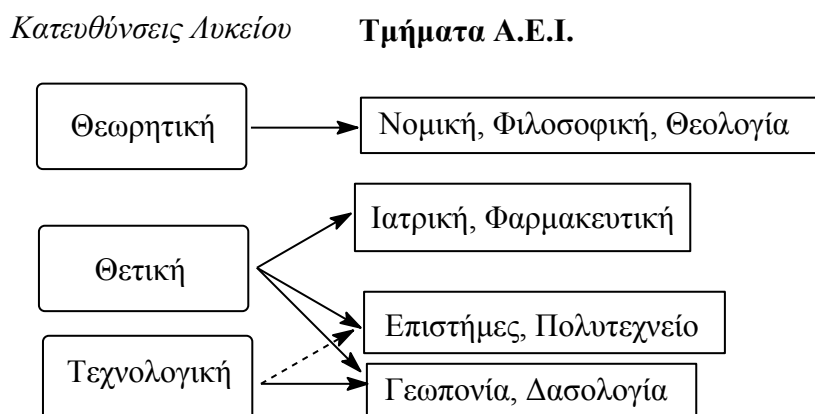 Κατευθύνσεις Λυκείου Τμήματα Α.Ε.Ι.
Θεωρητική
Νομική, Φιλοσοφική, Θεολογία
Ιατρική, Φαρμακευτική
Θετική
Επιστήμες, Πολυτεχνείο
Τεχνολογική
Γεωπονία, Δασολογία